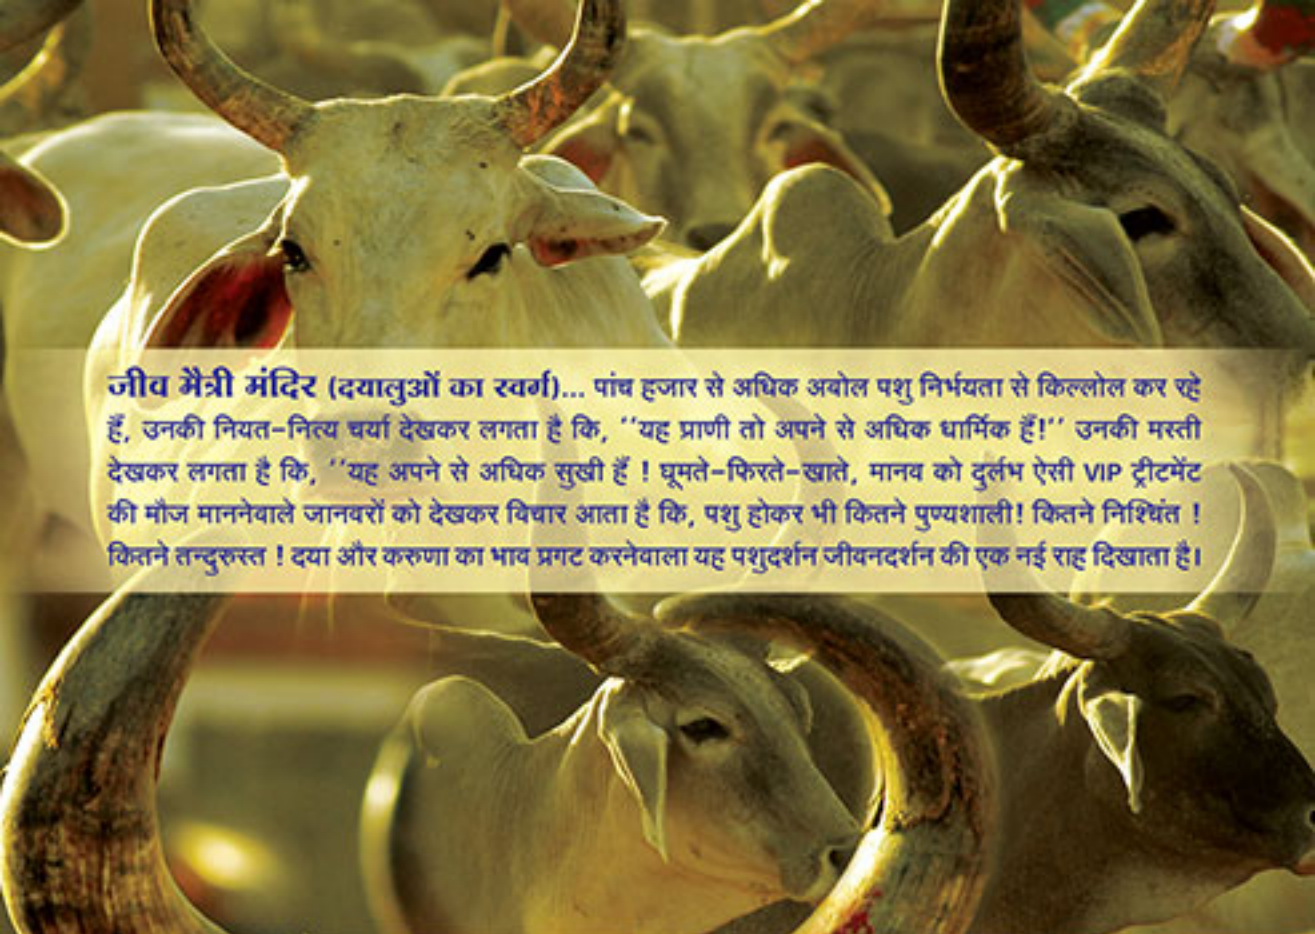 जीव मैत्री मंदिर (दयालुओं का स्वर्ग)... पांच हजार से अधिक अबोल पशु निर्भयता से किल्लोल कर रहे
हैं, उनकी नियत-नित्य चर्या देखकर लगता है कि, ‘‘यह प्राणी तो अपने से अधिक धार्मिक हैं!’’ उनकी मस्ती
देखकर लगता है कि, ‘‘यह अपने से अधिक सुखी हैं ! घूमते-फिरते-खाते, मानव को दुर्लभ ऐसी VIP ट्रीटमेंट
की मौज माननेवाले जानवरों को देखकर विचार आता है कि, पशु होकर भी कितने पुण्यशाली! कितने निश्चिंत !
कितने तन्दुरुस्त ! दया और करुणा का भाव प्रगट करनेवाला यह पशुदर्शन जीवनदर्शन की एक नई राह दिखाता है।